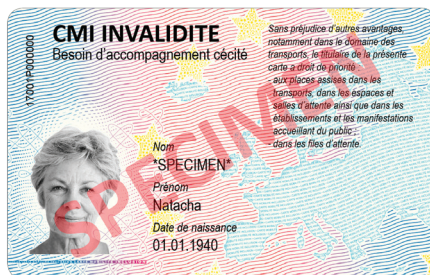 17001P000000
CMI INVALIDITE
Besoin d'accompagnement cécité
Sans préjudice d'autres avantages,
notamment dans le domaine des
transports, le titulaire de la présente
carte a droit de priorité :
- aux places assises dans les
transports, dans les espaces et
salles d'attente ainsi que dans les
établissements et les manifestations
accueillant du public ;
- dans les files d'attente.
SPECIMEN
Nom
*SPECIMEN*
Prénom
Natacha
Date de naissance
01.01.1940